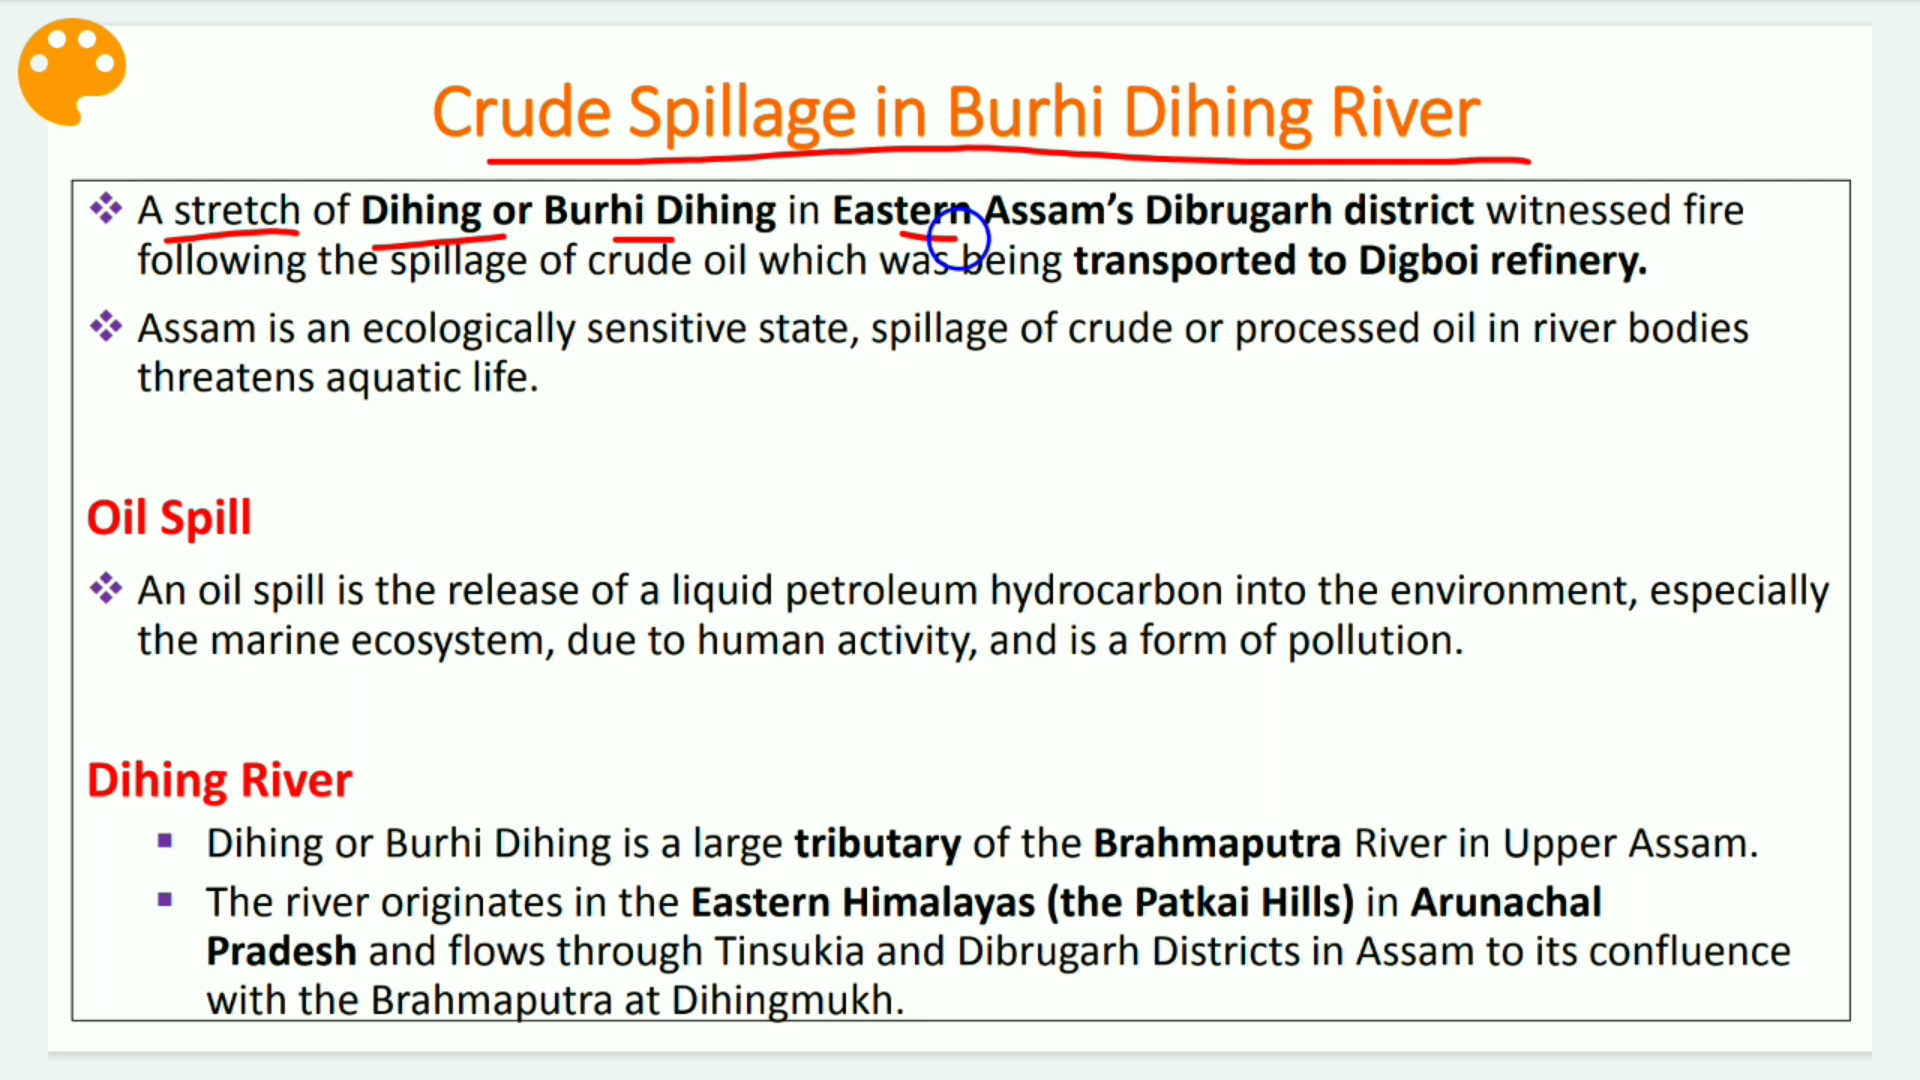 Crude Spillage in Burhi Dihing River
A stretch of Dihing or Burhi Dihing in Eastern Assam’s Dibrugarh district witnessed fire
following the spillage of crude oil which was being transported to Digboi refinery.
Assam is an ecologically sensitive state, spillage of crude or processed oil in river bodies
threatens aquatic life.
Oil Spill
An oil spill is the release of a liquid petroleum hydrocarbon into the environment, especially
the marine ecosystem, due to human activity, and is a form of pollution.
Dihing River
Dihing or Burhi Dihing is a large tributary of the Brahmaputra River in Upper Assam.
The river originates in the Eastern Himalayas (the Patkai Hills) in Arunachal
Pradesh and flows through Tinsukia and Dibrugarh Districts in Assam to its confluence
with the Brahmaputra at Dihingmukh.